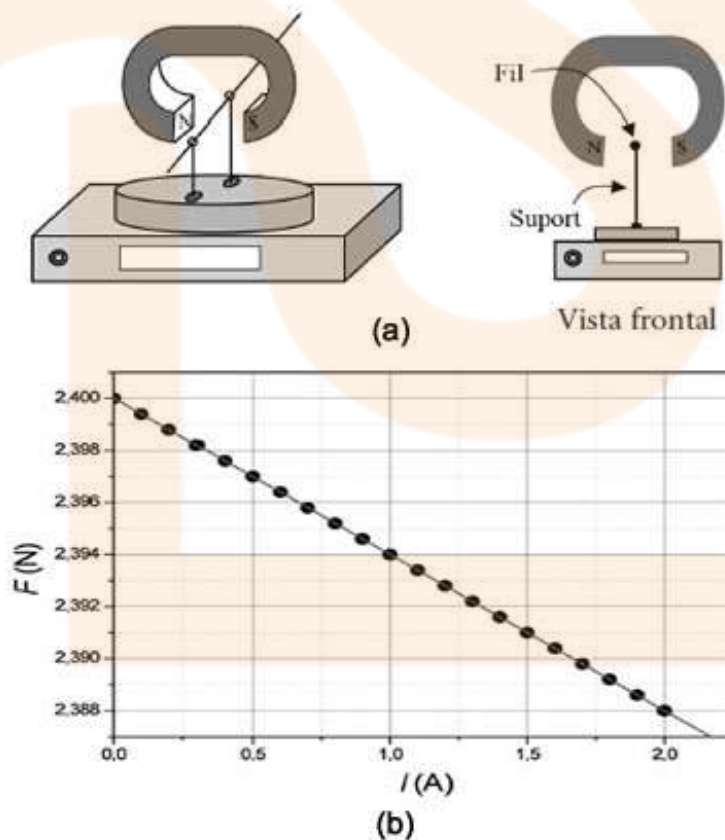 N S
Fil
N S
Suport
(a)
Vista frontal
2,400
2,398
2,396
2,394
2,392
2,390
2,388
F(N)
0,0 0,5 1,0 1,5 2,0
I(A)
(b)